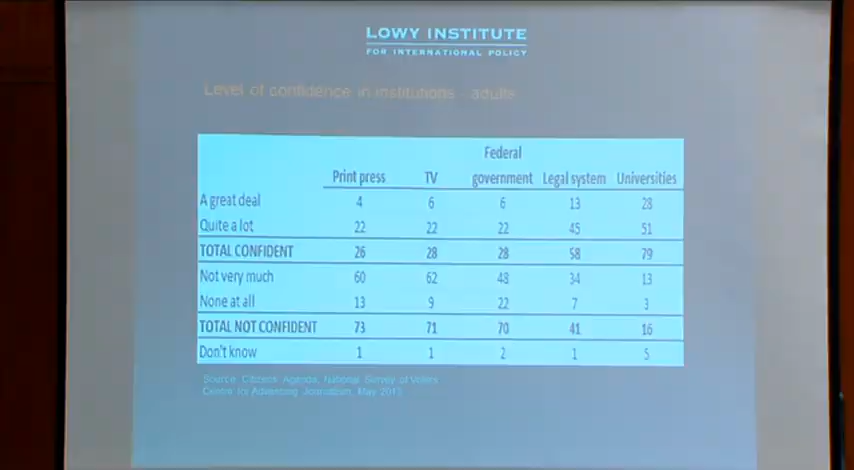 LOWY INSTITUTE
FOR INTERNATIONAL POLICY
Level of confidence in institutions - adults
Federal
Print press TV government Legal system Universities
A great deal 4 6 6 13 28
Quite a lot 22 22 22 45 51
TOTAL CONFIDENT 26 28 28 58 79
Not very much 60 62 48 34 13
None at all 13 9 22 7 3
TOTAL NOT CONFIDENT 73 71 70 41 16
Don't know 1 1 2 1 5
Source: Citizens' Agenda, National Survey of Votes
Centre for Advancing Journalism, May